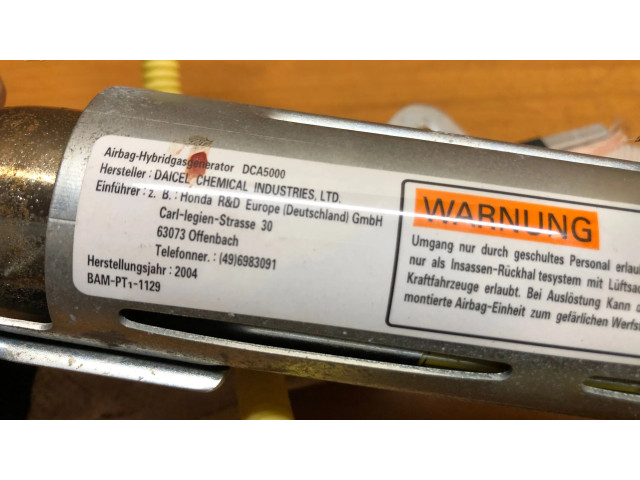 Airbag-Hybridgasgenerator DCA5000
Hersteller : DAICEL CHEMICAL INDUSTRIES, LTD.
Einführer : z. B. : Honda R&D Europe (Deutschland) GmbH
Carl-legien-Strasse 30
63073 Offenbach
Telefonner. : (49)6983091
Herstellungsjahr : 2004
BAM-PT1-1129
WARNUNG
Umgang nur durch geschultes Personal
nur als Insassen-Rückhal tesystem mit
Kraftfahrzeuge erlaubt. Bei Auslösung Kann
montierte Airbag-Einheit zum gefärlichen